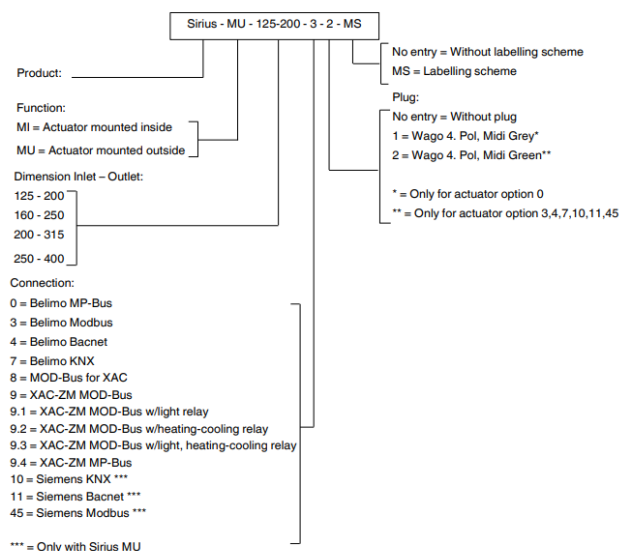 Sirius - MU - 125-200 - 3 - 2 - MS
No entry = Without labelling scheme
MS = Labelling scheme
Product:
Plug:
No entry = Without plug
1 = Wago 4. Pol, Midi Grey*
2 = Wago 4. Pol, Midi Green**
* = Only for actuator option 0
** = Only for actuator option 3,4,7,10,11,45
Function:
MI = Actuator mounted inside
MU = Actuator mounted outside
Dimension Inlet – Outlet:
125 - 200
160 - 250
200 - 315
250 - 400
Connection:
0 = Belimo MP-Bus
3 = Belimo Modbus
4 = Belimo Bacnet
7 = Belimo KNX
8 = MOD-Bus for XAC
9 = XAC-ZM MOD-Bus
9.1 = XAC-ZM MOD-Bus w/light relay
9.2 = XAC-ZM MOD-Bus w/heating-cooling relay
9.3 = XAC-ZM MOD-Bus w/light, heating-cooling relay
9.4 = XAC-ZM MP-Bus
10 = Siemens KNX ***
11 = Siemens Bacnet ***
45 = Siemens Modbus ***
*** = Only with Sirius MU